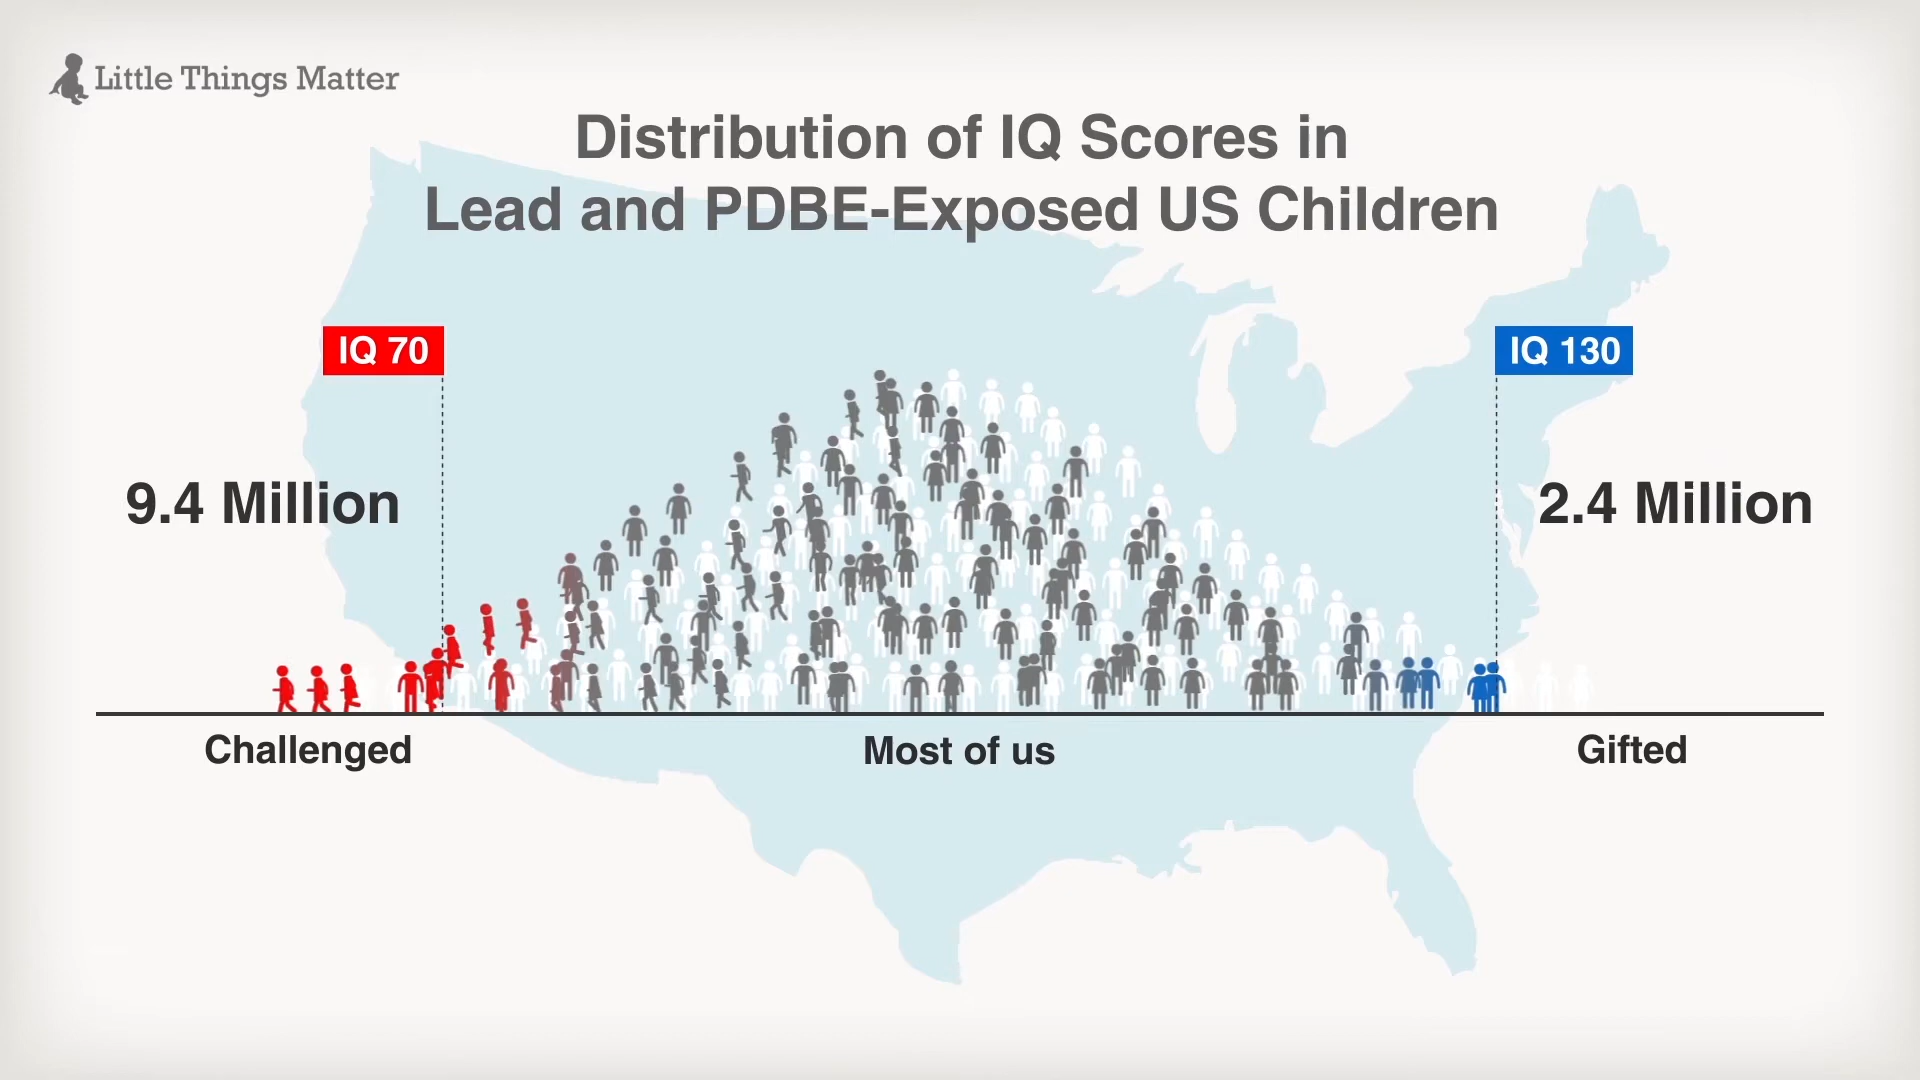 Little Things Matter
Distribution of IQ Scores in
Lead and PDBE-Exposed US Children
IQ 70
IQ 130
9.4 Million
2.4 Million
Challenged
Most of us
Gifted